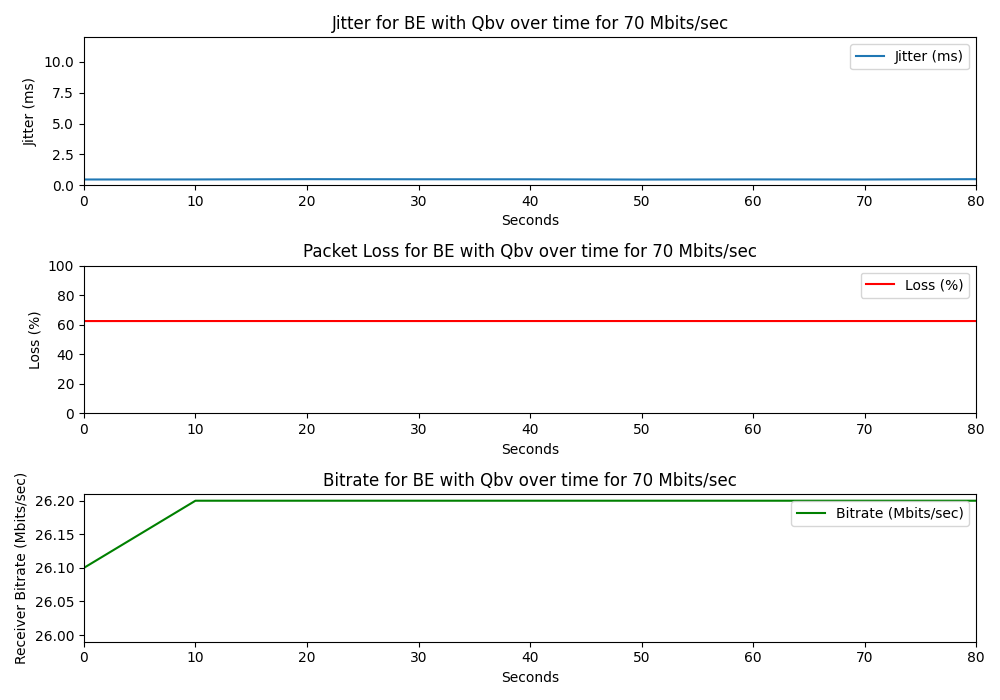 Jitter for BE with Qbv over time for 70 Mbits/sec
Jitter (ms)
10.0
7.5
5.0
2.5
0.0
Jitter (ms)
0 10 20 30 40 50 60 70 80
Seconds
Packet Loss for BE with Qbv over time for 70 Mbits/sec
Loss (%)
100
80
60
40
20
0
Loss (%)
0 10 20 30 40 50 60 70 80
Seconds
Bitrate for BE with Qbv over time for 70 Mbits/sec
Receiver Bitrate (Mbits/sec)
26.20
26.15
26.10
26.05
26.00
Bitrate (Mbits/sec)
0 10 20 30 40 50 60 70 80
Seconds